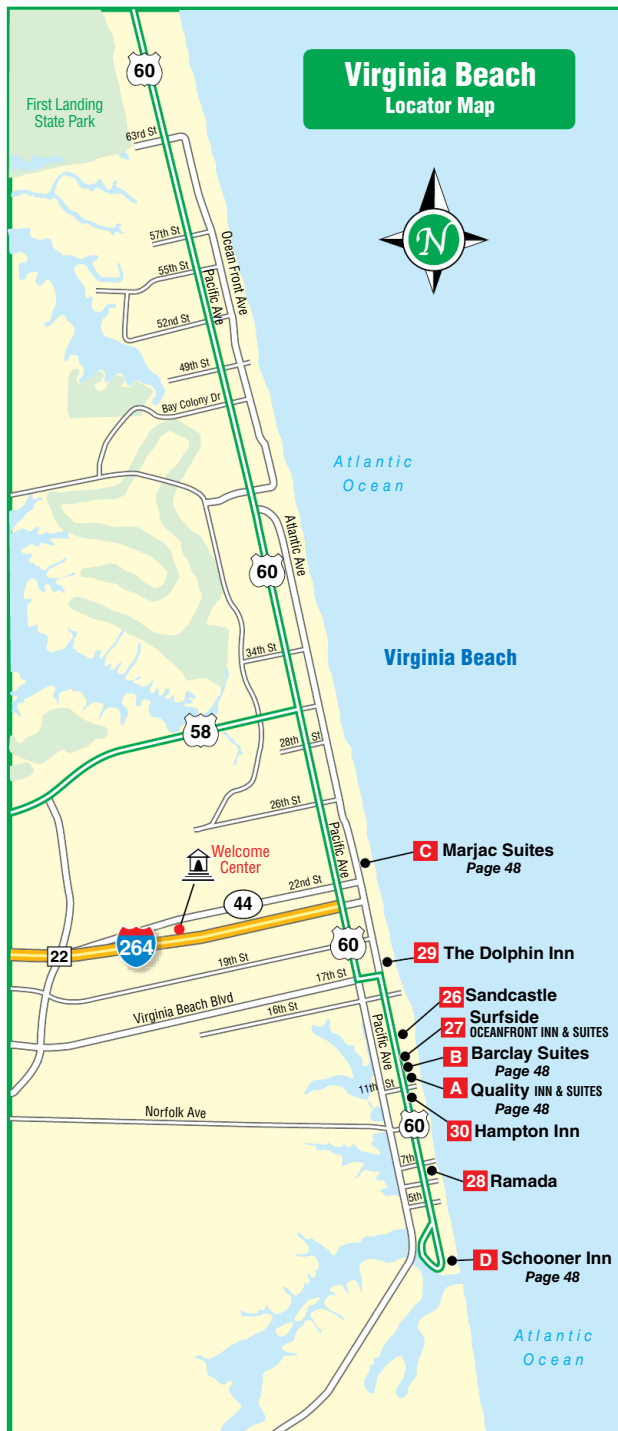 Virginia Beach
Locator Map
60
First Landing
State Park
63rd St
N
57th St
Ocean Front Ave
55th St
Pacific Ave
52nd St
49th St
Bay Colony Dr
Atlantic
Ocean
Atlantic Ave
60
34th St
Virginia Beach
58
28th St
26th St
Pacific Ave
C Marjac Suites
Page 48
Welcome
Center
22nd St
44
264
22
60
29 The Dolphin Inn
19th St
17th St
26 Sandcastle
Virginia Beach Blvd
16th St
27 Surfside
OCEANFRONT INN & SUITES
Pacific Ave
B Barclay Suites
Page 48
11th St
A Quality INN & SUITES
Page 48
Norfolk Ave
60
30 Hampton Inn
7th
28 Ramada
5th
D Schooner Inn
Page 48
Atlantic
Ocean